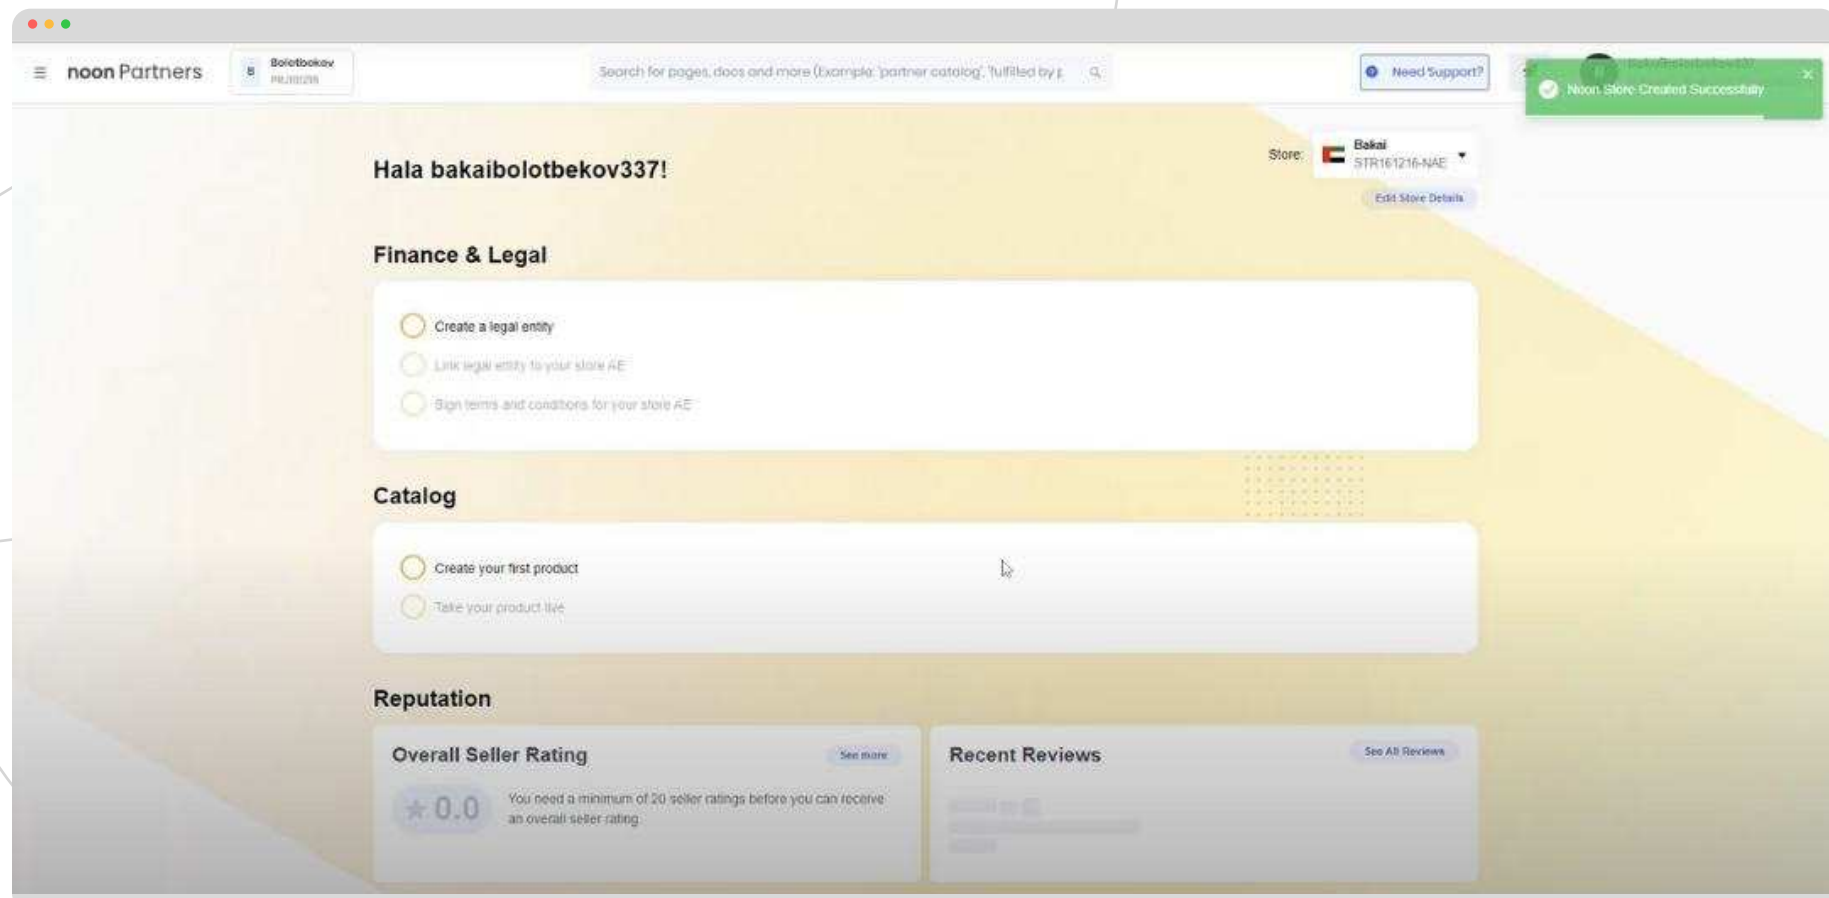 noon Partners
B
Bolotbekov
Search for pages, docs and more (Example: 'partner catalog', 'fulfilled by p
Need Support?
Noon Store Created Successfully
Hala bakaibolotbekov337!
Store:
Bakai
STR161216-NAE
Edit Store Details
Finance & Legal
Create a legal entity
Link legal entity to your store AE
Sign terms and conditions for your store AE
Catalog
Create your first product
Take your product live
Reputation
Overall Seller Rating
See more
0.0
You need a minimum of 20 seller ratings before you can receive
an overall seller rating
Recent Reviews
See All Reviews